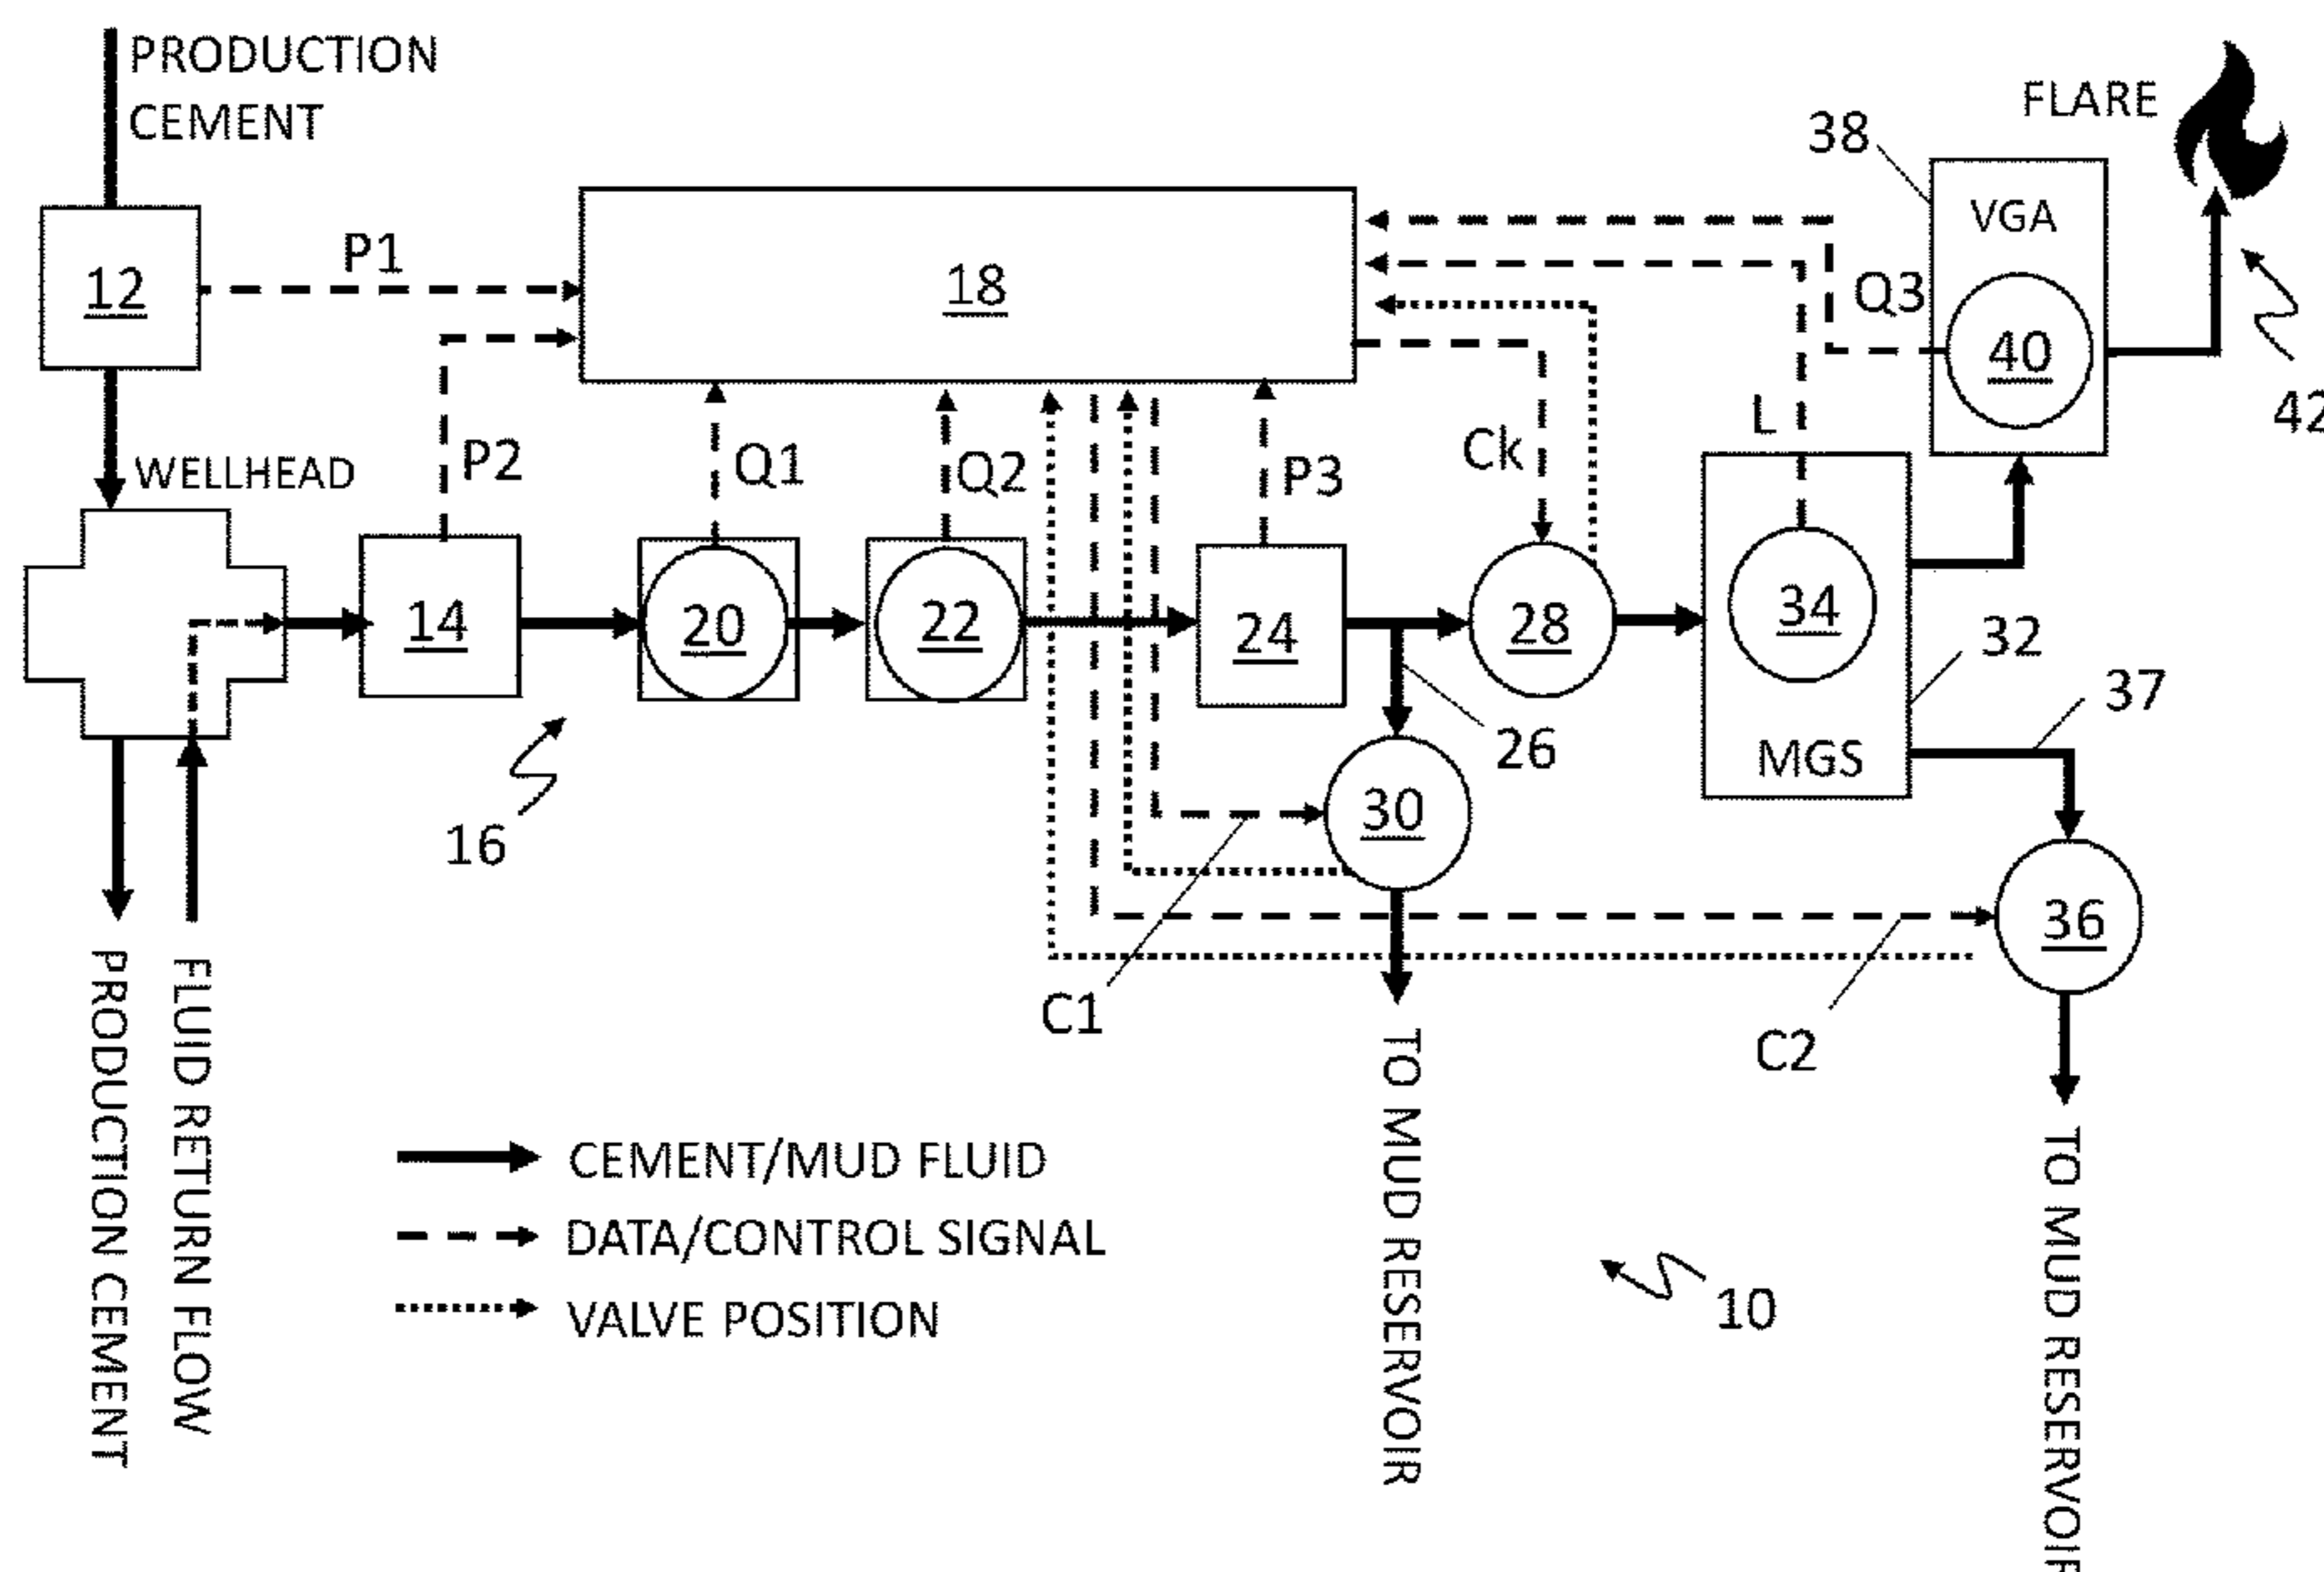 PRODUCTION
CEMENT
FLARE
38
VGA
12
P1
18
Q3
40
42
WELLHEAD
P2
Q1
Q2
P3
Ck
L
14
20
22
24
28
34
32
37
26
MGS
16
30
36
C1
C2
PRODUCTION CEMENT
FLUID RETURN FLOW
TO MUD RESERVOIR
TO MUD RESERVOIR
CEMENT/MUD FLUID
DATA/CONTROL SIGNAL
VALVE POSITION
10